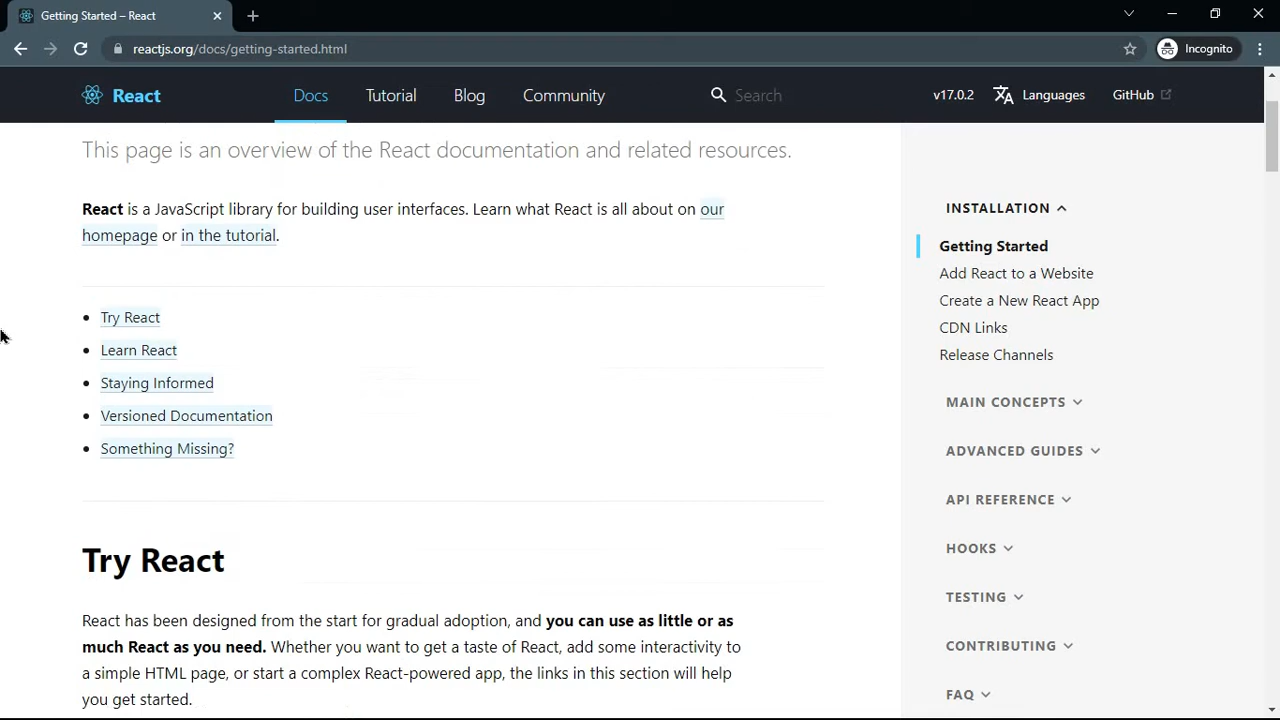 Getting Started – React
reactjs.org/docs/getting-started.html
Incognito
React
Docs
Tutorial
Blog
Community
Search
v17.0.2
Languages
GitHub
This page is an overview of the React documentation and related resources.
React is a JavaScript library for building user interfaces. Learn what React is all about on our
homepage or in the tutorial.
Try React
Learn React
Staying Informed
Versioned Documentation
Something Missing?
Try React
React has been designed from the start for gradual adoption, and you can use as little or as
much React as you need. Whether you want to get a taste of React, add some interactivity to
a simple HTML page, or start a complex React-powered app, the links in this section will help
you get started.
INSTALLATION
Getting Started
Add React to a Website
Create a New React App
CDN Links
Release Channels
MAIN CONCEPTS
ADVANCED GUIDES
API REFERENCE
HOOKS
TESTING
CONTRIBUTING
FAQ